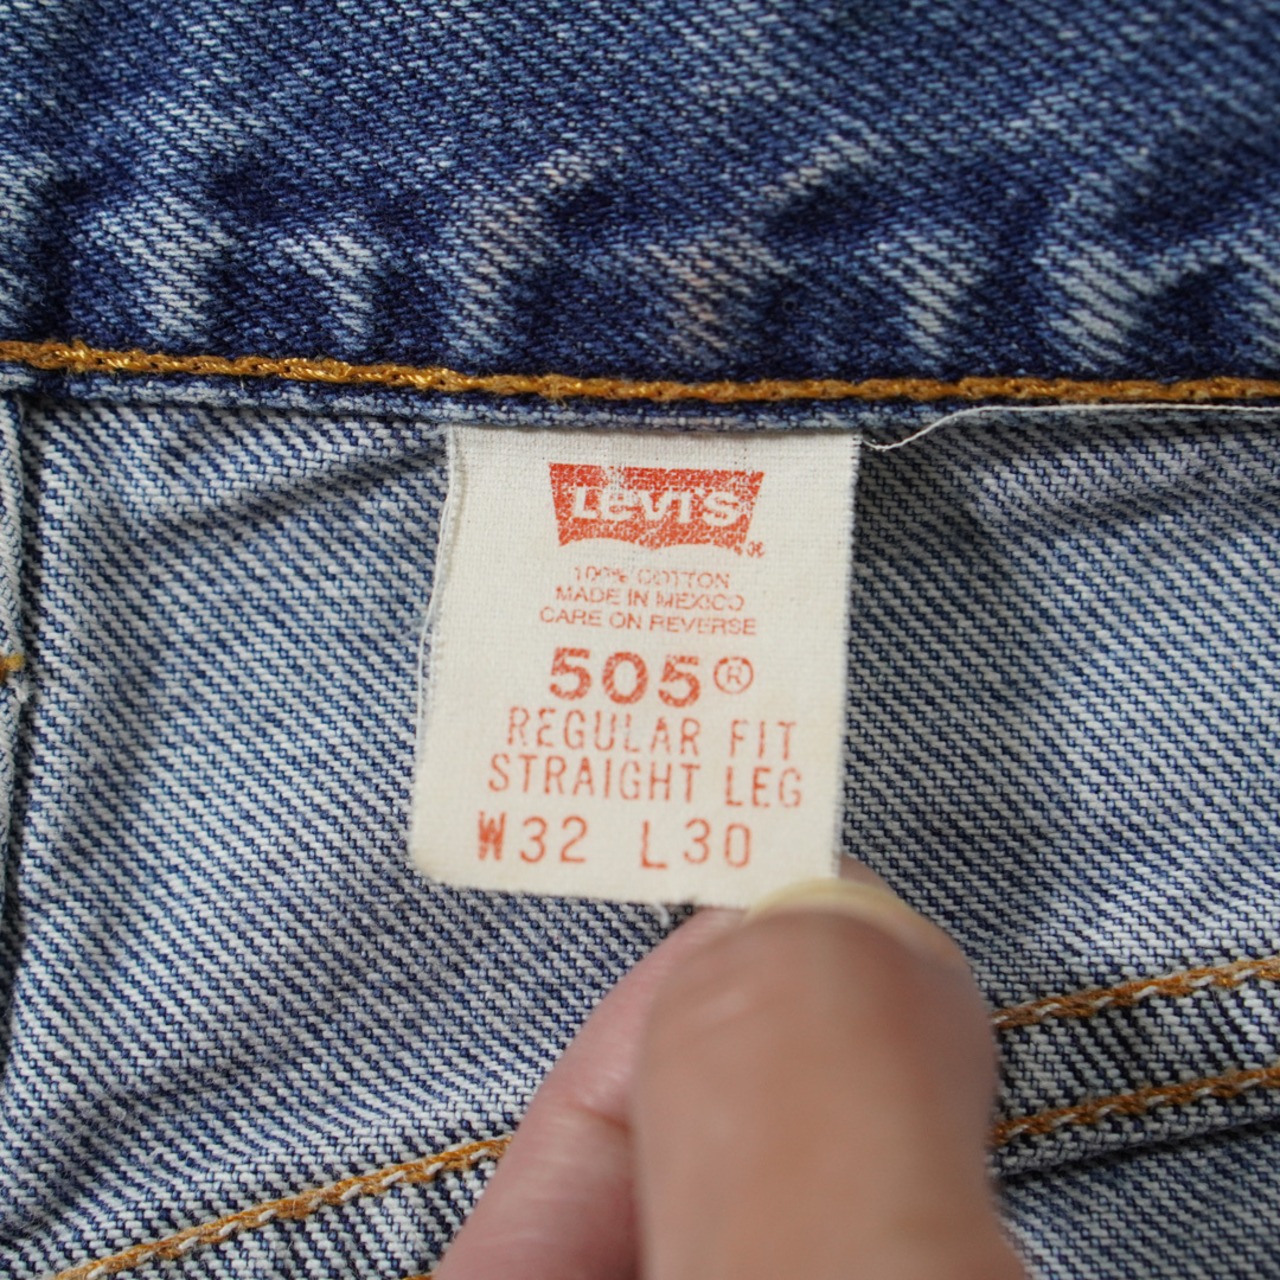 Levi's®
100% COTTON
MADE IN MEXICO
CARE ON REVERSE
505®
REGULAR FIT
STRAIGHT LEG
W32 L30